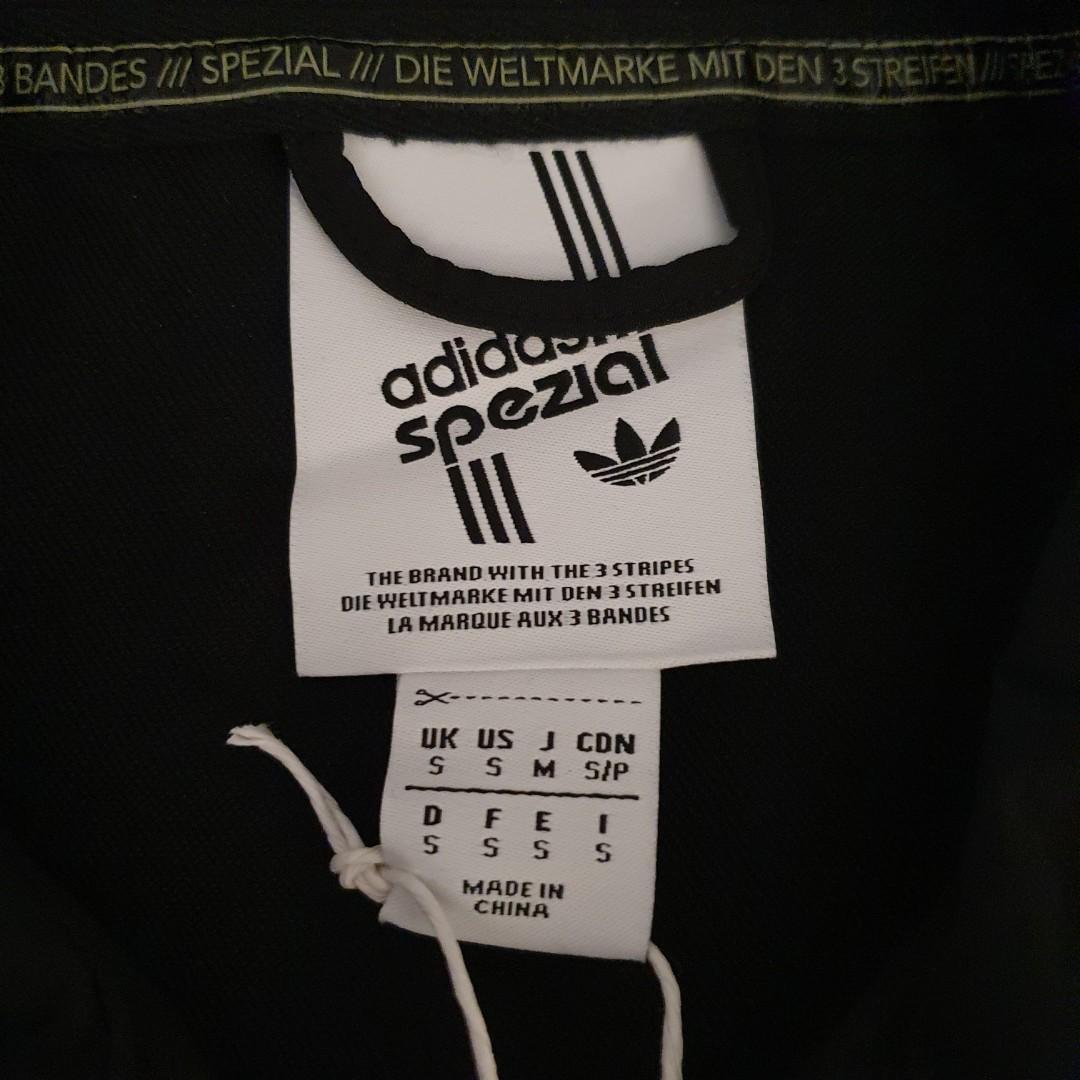 3 BANDES /// SPEZIAL /// DIE WELTMARKE MIT DEN 3 STREIFEN /// SPEZ
adidas
spezial
THE BRAND WITH THE 3 STRIPES
DIE WELTMARKE MIT DEN 3 STREIFEN
LA MARQUE AUX 3 BANDES
UK US J CDN
S S M S/P
D F E I
S S S S
MADE IN
CHINA